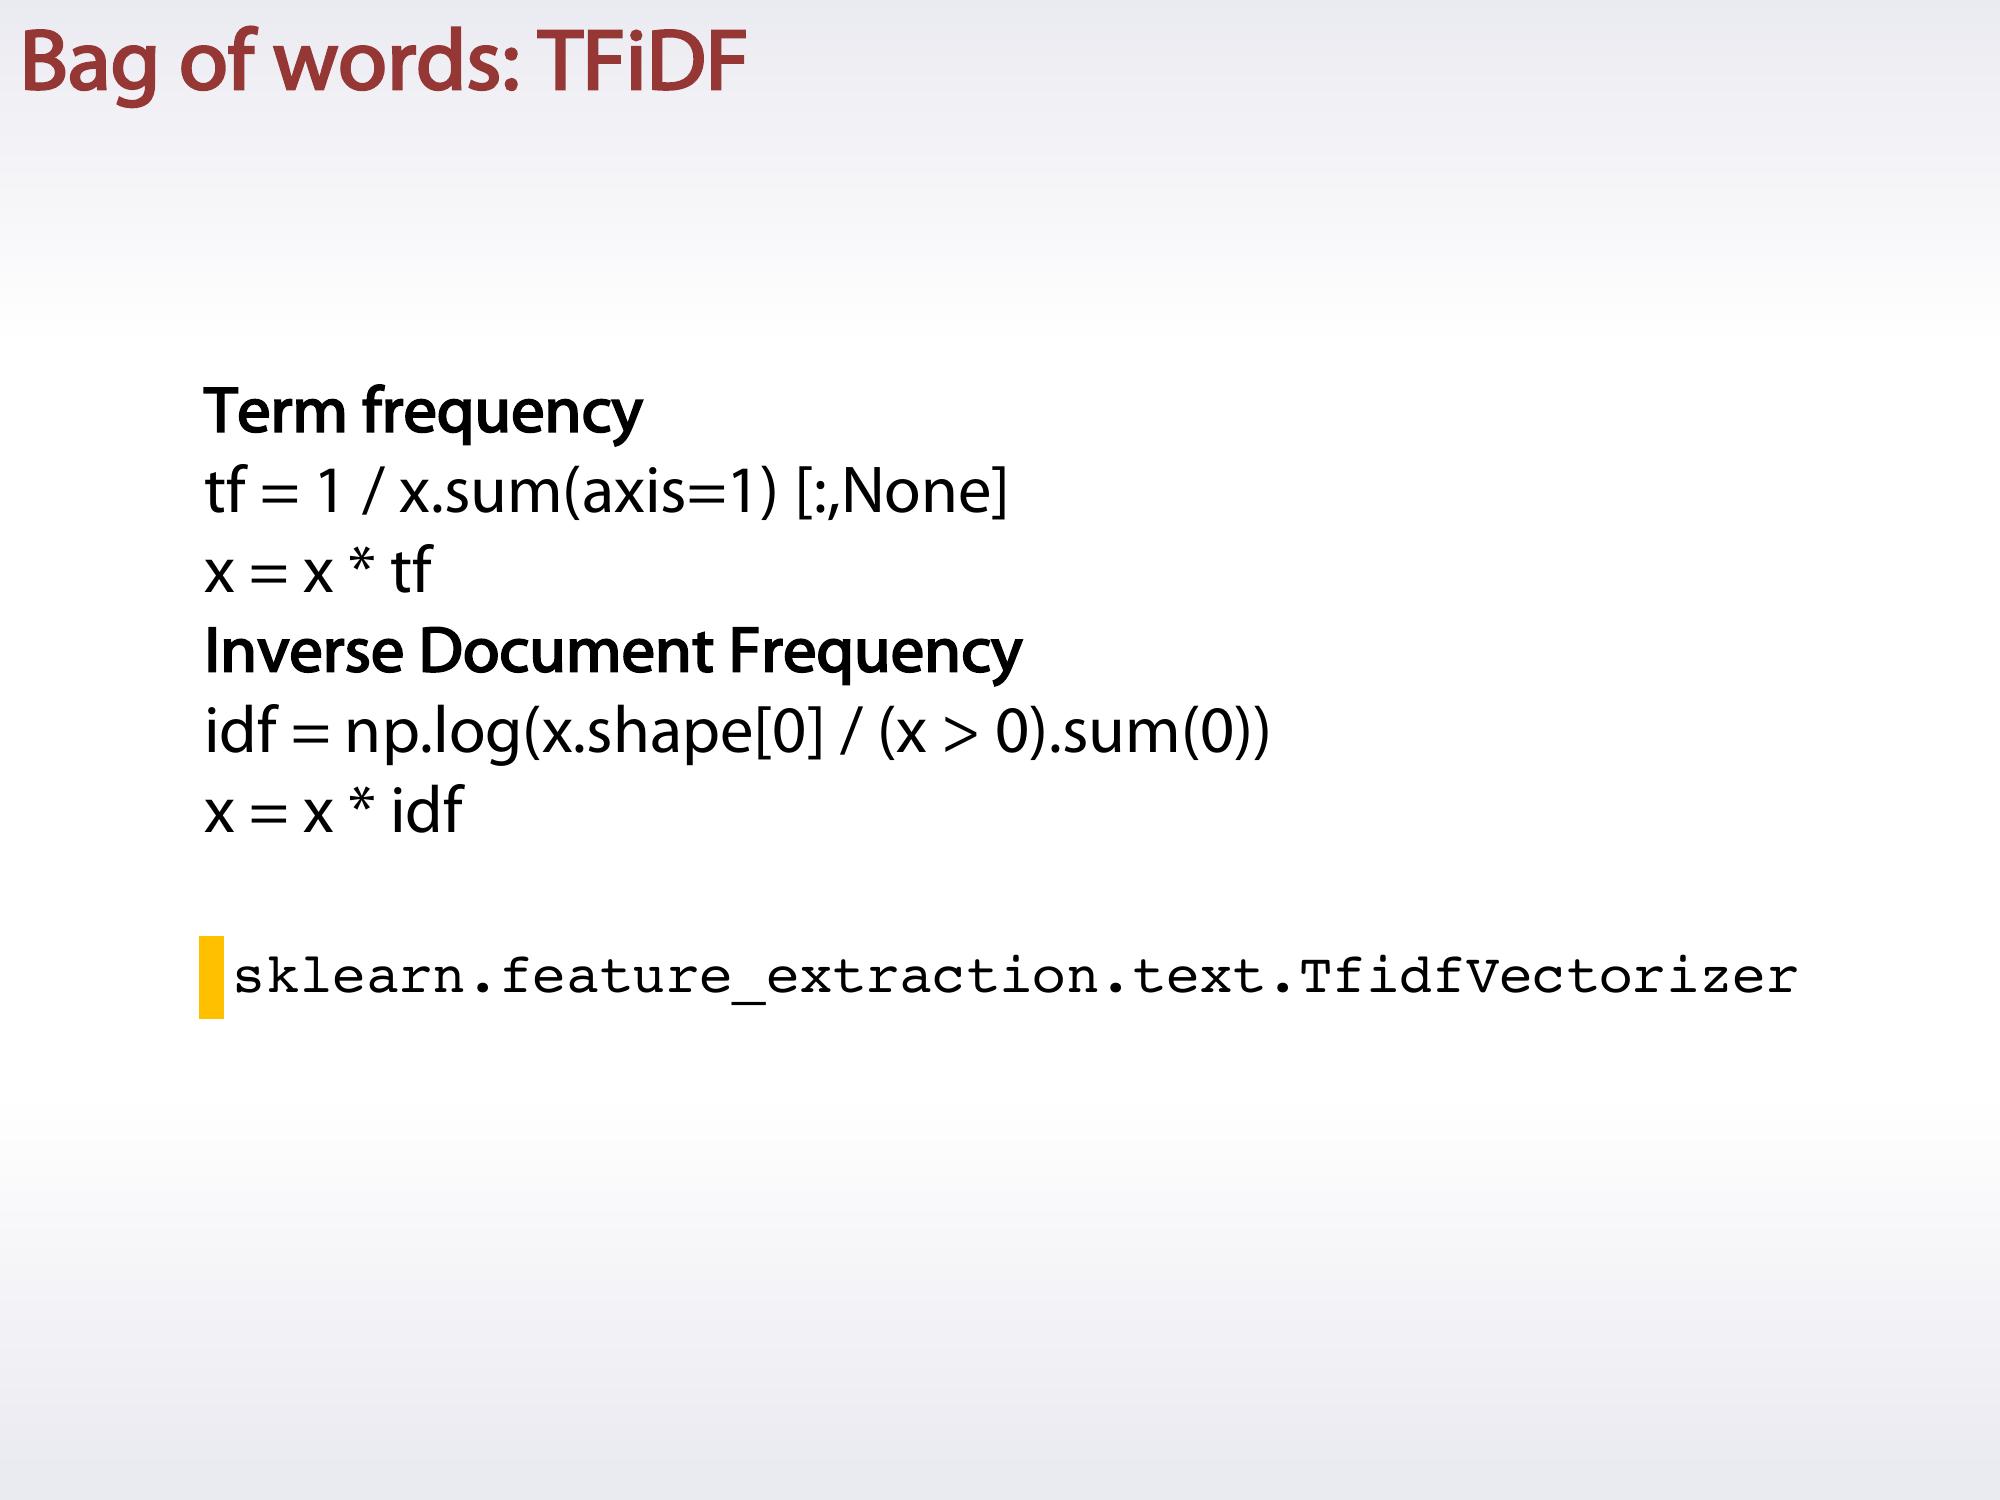 Bag of words: TFiDF
Term frequency
tf = 1 / x.sum(axis=1) [:,None]
x = x * tf
Inverse Document Frequency
idf = np.log(x.shape[0] / (x > 0).sum(0))
x = x * idf
sklearn.feature_extraction.text.TfidfVectorizer